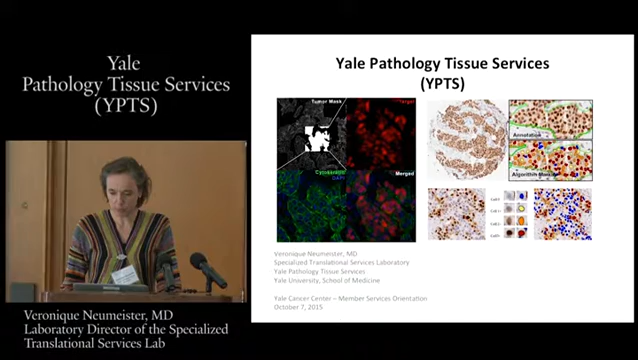 Yale
Pathology Tissue Services
(YPTS)
Veronique Neumeister, MD
Laboratory Director of the Specialized
Translational Services Lab
Yale Pathology Tissue Services
(YPTS)
Tumor Mask
Target
Cytokeratin
DAPI
Merged
Annotation
Veronique Neumeister, MD
Specialized Translational Services Laboratory
Yale Pathology Tissue Services
Yale University, School of Medicine
Yale Cancer Center – Member Services Orientation
October 7, 2015